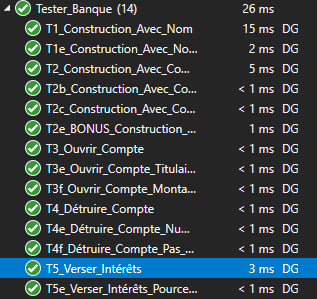 Tester_Banque (14) 26 ms
T1_Construction_Avec_Nom 15 ms DG
T1e_Construction_Avec_No... 2 ms DG
T2_Construction_Avec_Co... 5 ms DG
T2b_Construction_Avec_Co... < 1 ms DG
T2c_Construction_Avec_Co... < 1 ms DG
T2e_BONUS_Construction_... 1 ms DG
T3_Ouvrir_Compte < 1 ms DG
T3e_Ouvrir_Compte_Titulai... < 1 ms DG
T3f_Ouvrir_Compte_Monta... < 1 ms DG
T4_Détruire_Compte < 1 ms DG
T4e_Détruire_Compte_Nu... < 1 ms DG
T4f_Détruire_Compte_Pas_... < 1 ms DG
T5_Verser_Intérêts 3 ms DG
T5e_Verser_Intérêts_Pource... < 1 ms DG